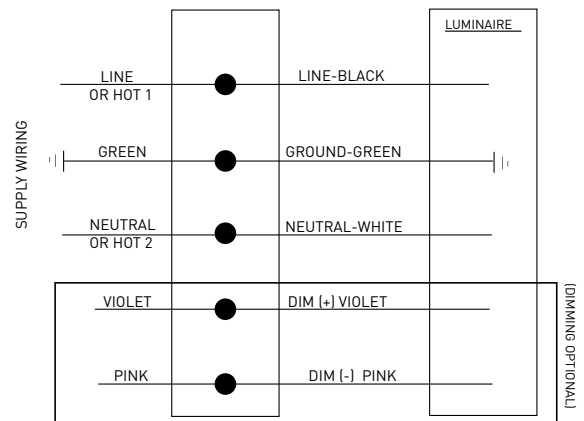 LUMINAIRE
SUPPLY WIRING
LINE
OR HOT 1
LINE-BLACK
GREEN
GROUND-GREEN
NEUTRAL
OR HOT 2
NEUTRAL-WHITE
VIOLET
DIM (+) VIOLET
PINK
DIM (-) PINK
(DIMMING OPTIONAL)